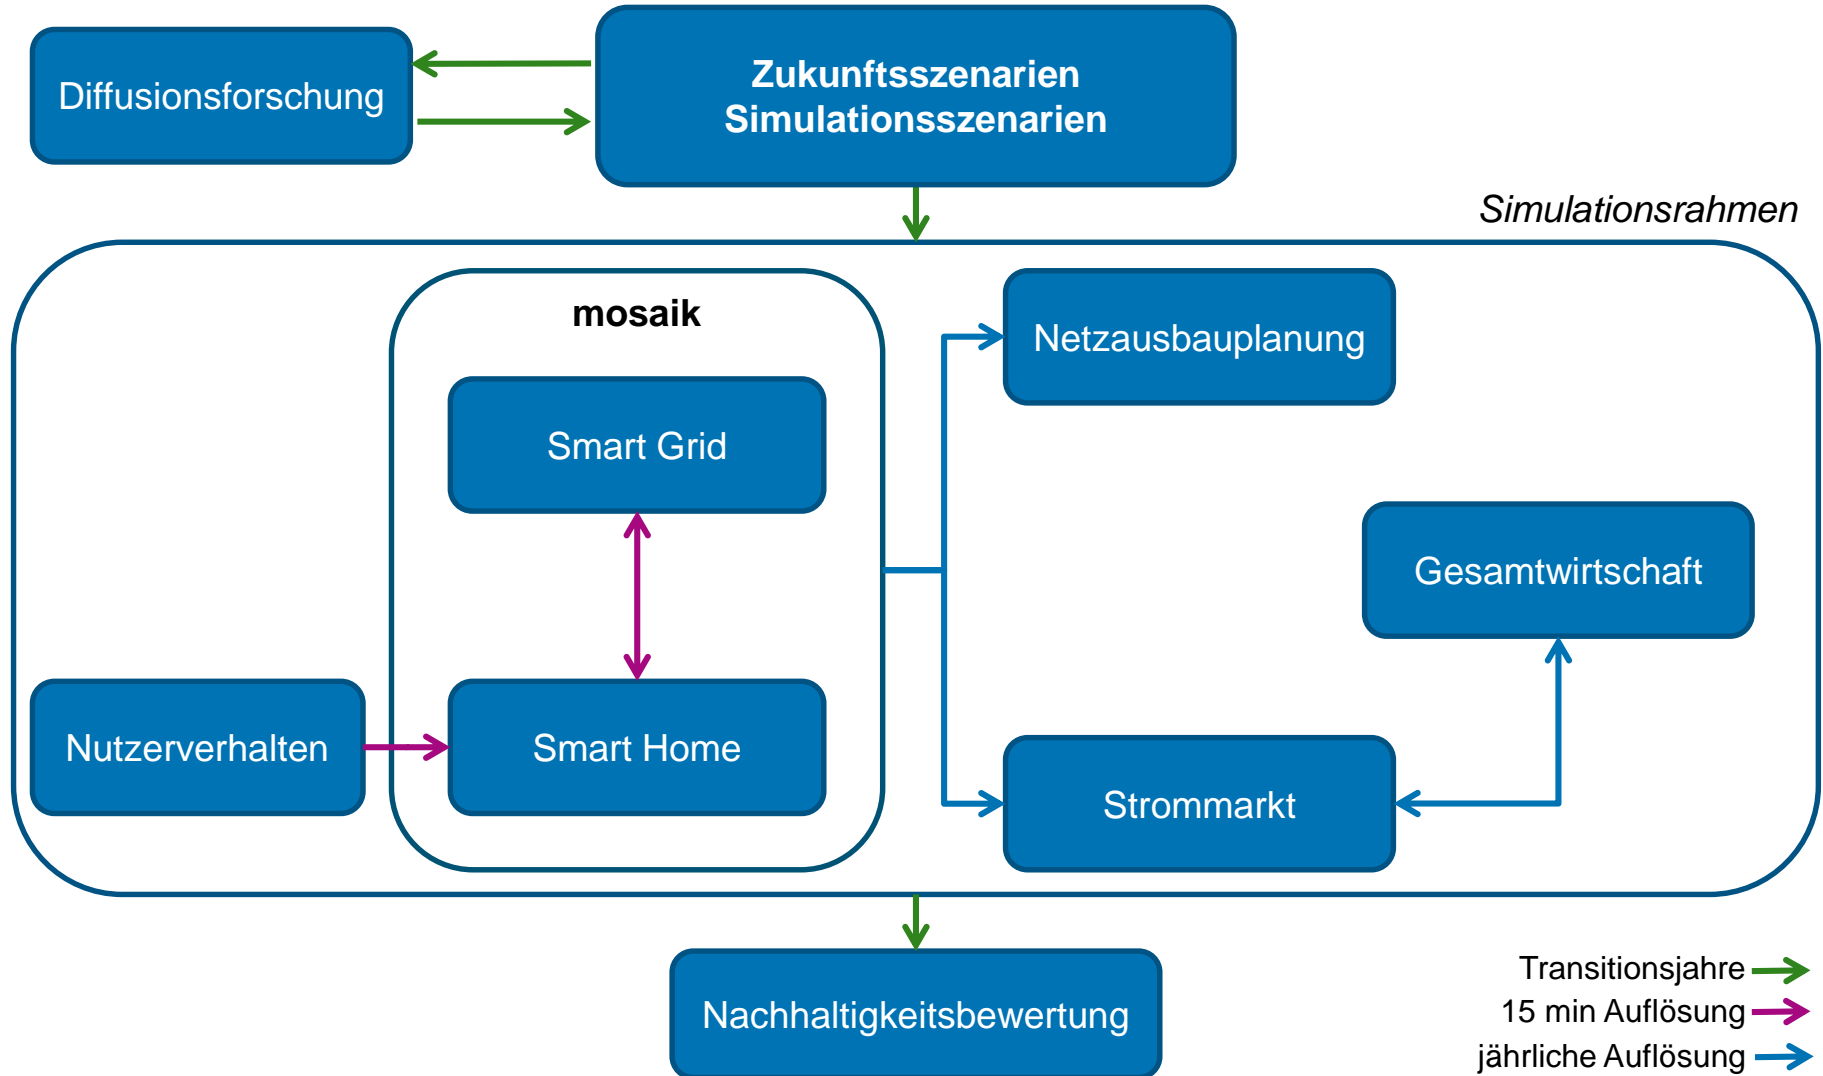 Diffusionsforschung
Zukunftsszenarien
Simulationsszenarien
Simulationsrahmen
mosaik
Netzausbauplanung
Smart Grid
Gesamtwirtschaft
Nutzerverhalten
Smart Home
Strommarkt
Nachhaltigkeitsbewertung
Transitionsjahre
15 min Auflösung
jährliche Auflösung